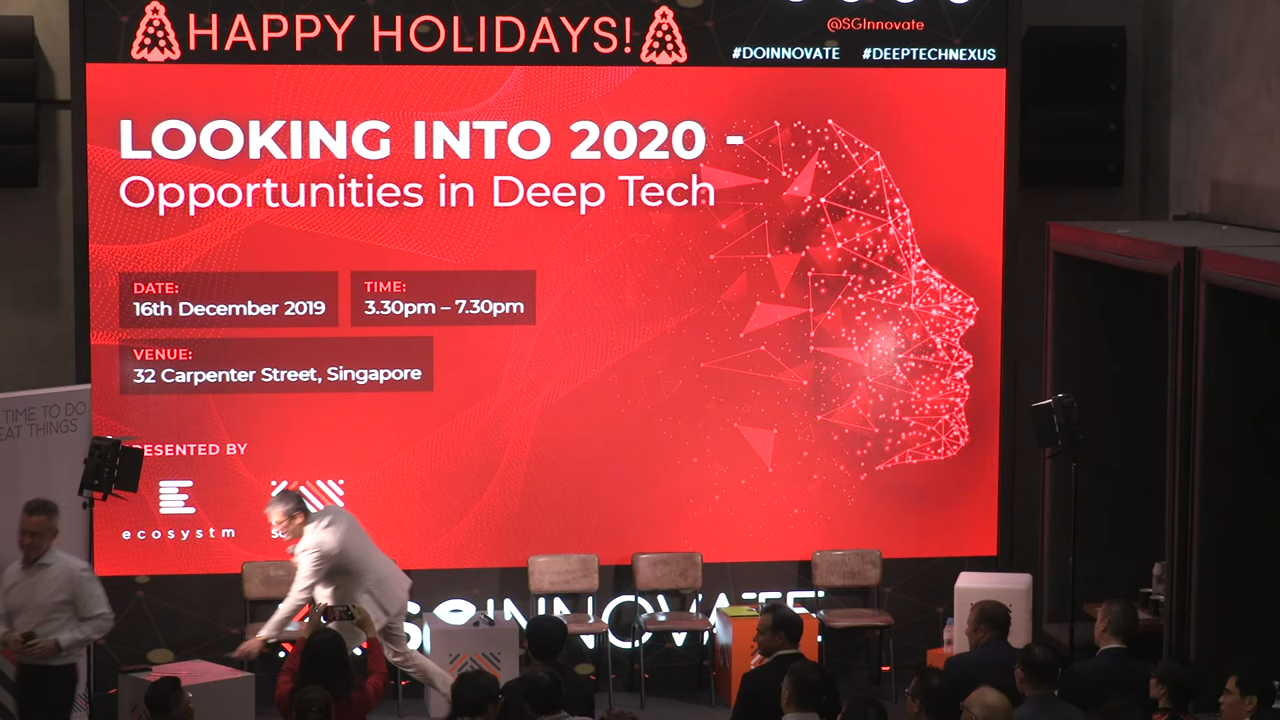 HAPPY HOLIDAYS!
@SGInnovate
#DOINNOVATE #DEEPTECHNEXUS
LOOKING INTO 2020 -
Opportunities in Deep Tech
DATE:
16th December 2019
TIME:
3.30pm – 7.30pm
VENUE:
32 Carpenter Street, Singapore
TIME TO DO
EAT THINGS
ESENTED BY
ecosystm
SGINNOVATE